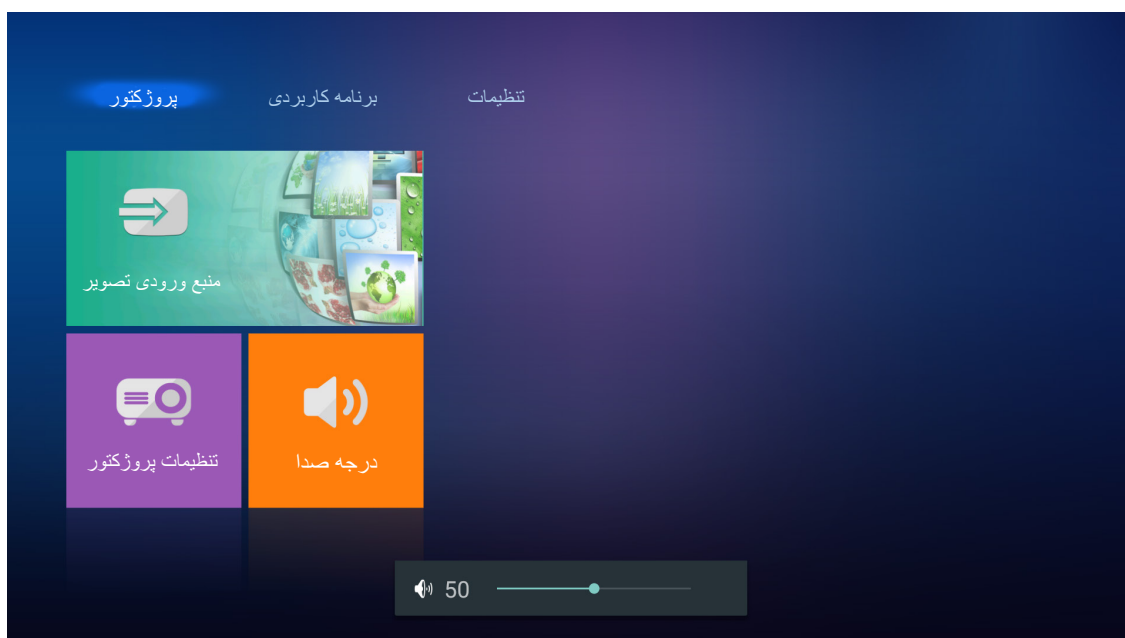 پروژکتور
برنامه کاربردی
تنظیمات
منبع ورودی تصویر
تنظیمات پروژکتور
درجه صدا
50